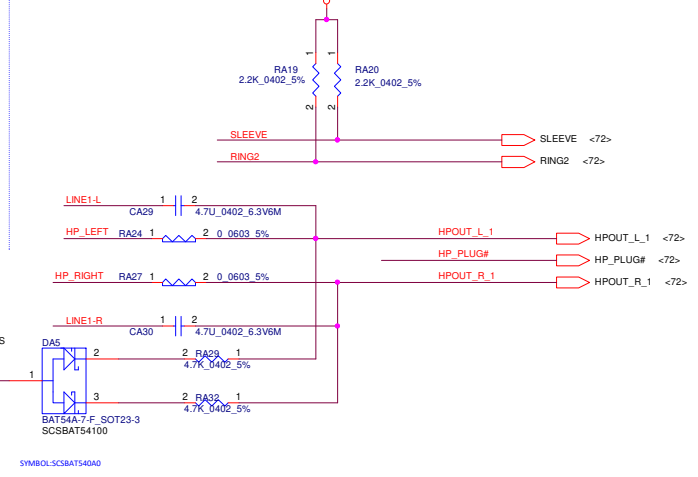 RA19
2.2K_0402_5%
1
2
RA20
2.2K_0402_5%
1
2
SLEEVE
SLEEVE <72>
RING2
RING2 <72>
LINE1-L
1 2
CA29 4.7U_0402_6.3V6M
HP_LEFT RA24 1 2 0_0603_5%
HPOUT_L_1
HPOUT_L_1 <72>
HP_PLUG#
HP_PLUG# <72>
HP_RIGHT RA27 1 2 0_0603_5%
HPOUT_R_1
HPOUT_R_1 <72>
LINE1-R
1 2
CA30 4.7U_0402_6.3V6M
S
DA5
1
2
3
2 RA29 1
4.7K_0402_5%
2 RA32 1
4.7K_0402_5%
BAT54A-7-F_SOT23-3
SCSBAT54100
SYMBOL:SCSBAT540A0